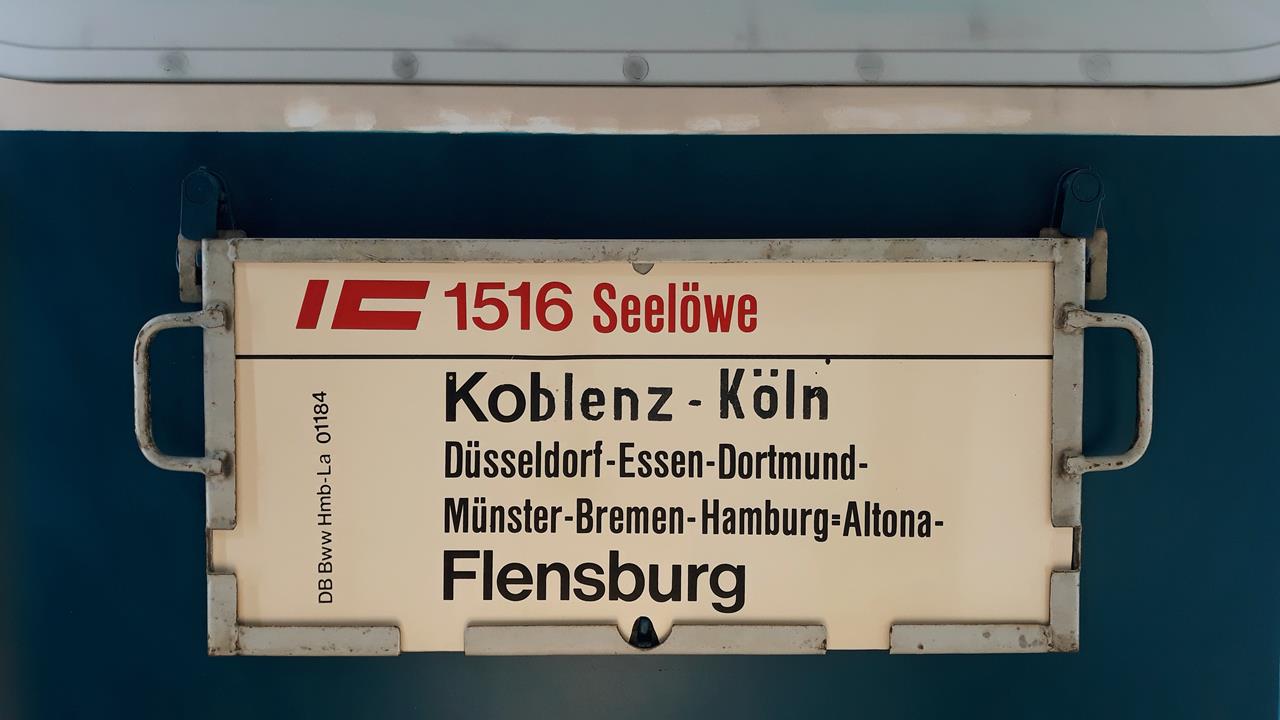 IC 1516 Seelöwe
Koblenz - Köln
Düsseldorf-Essen-Dortmund-
Münster-Bremen-Hamburg=Altona-
Flensburg
DB Bww Hmb-La 01184